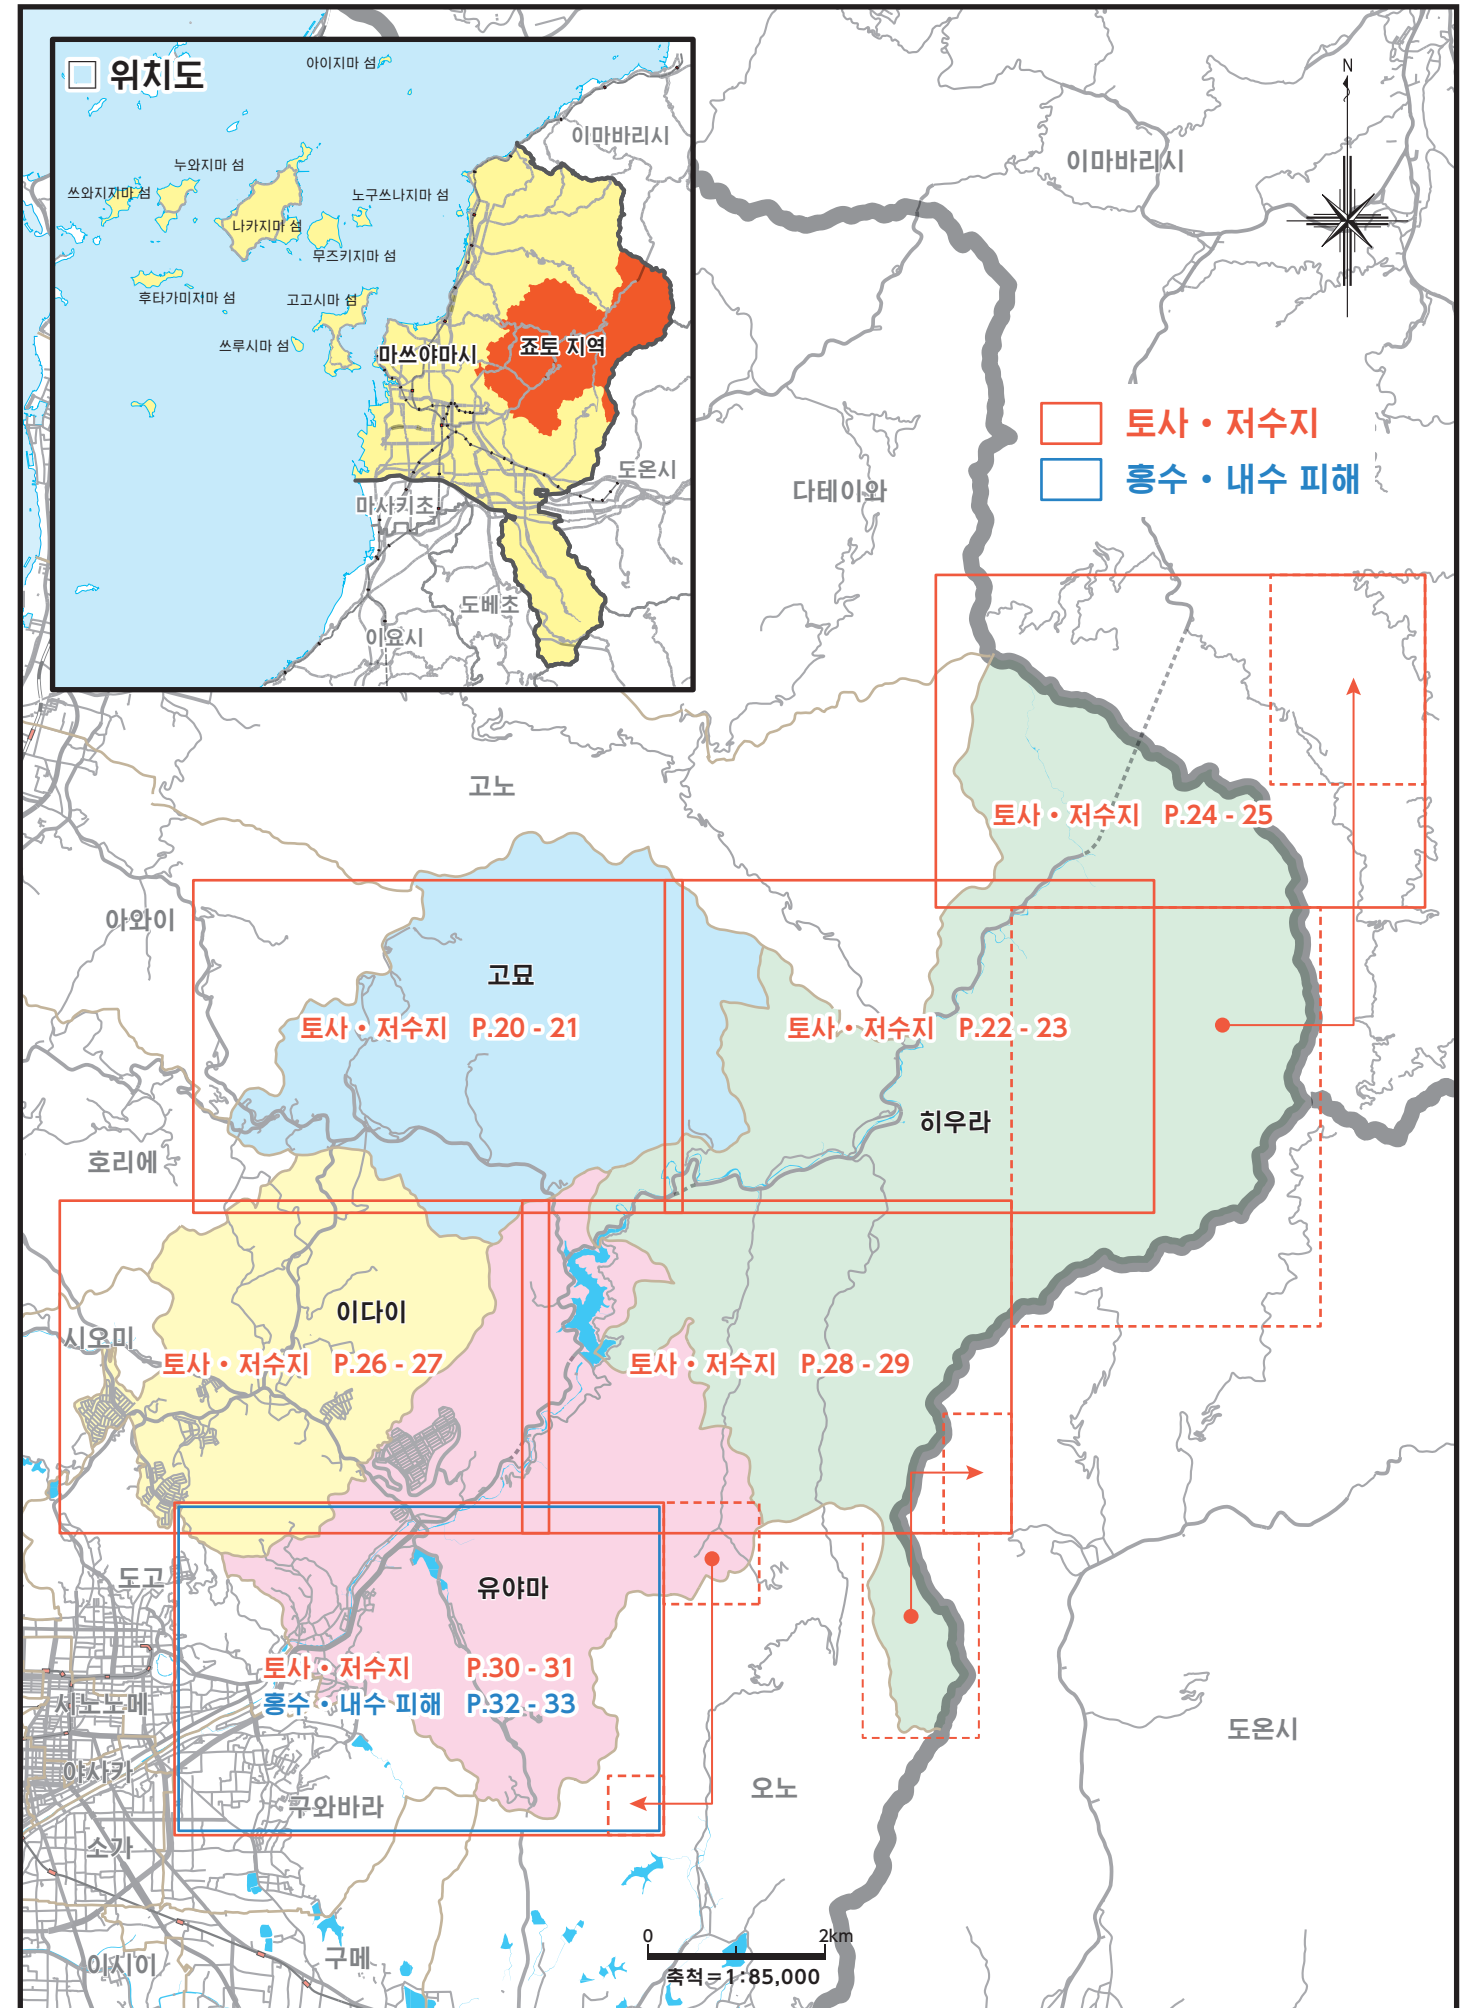 위치도
아이지마 섬
이마바리시
누와지마 섬
쓰와지지마 섬
노구쓰나지마 섬
나카지마 섬
무즈키지마 섬
후타가미저마 섬
고고시마 섬
쓰루시마 섬
마쓰야마시
죠토 지역
도온시
마사키초
도베초
이요시
N
이마바리시
토사・저수지
홍수・내수 피해
다테이와
고노
토사・저수지 P.24 - 25
아와이
고묘
토사・저수지 P.20 - 21
토사・저수지 P.22 - 23
히우라
호리에
이다이
시오미
토사・저수지 P.26 - 27
토사・저수지 P.28 - 29
도고
유야마
토사・저수지 P.30 - 31
홍수・내수 피해 P.32 - 33
서노노메
도온시
야사카
구와바라
오노
소가
구메
이시이
0 2km
축척=1:85,000